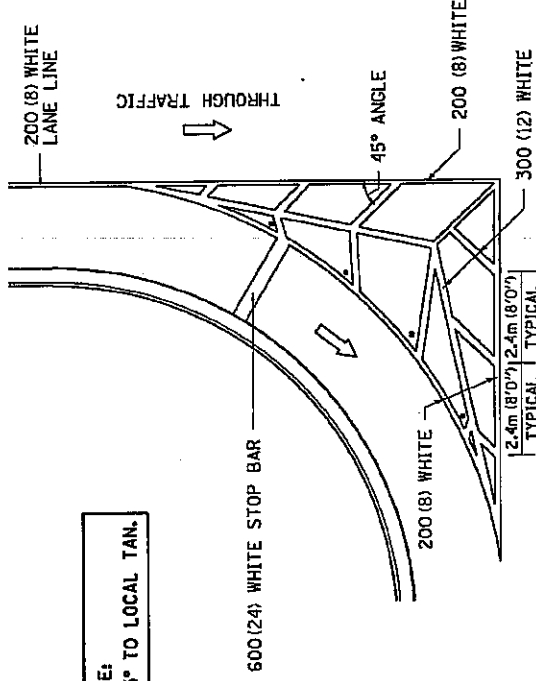 200 (8) WHITE
LANE LINE
THROUGH TRAFFIC
45° ANGLE
200 (8) WHITE
300 (12) WHITE
2.4m (8'0") 2.4m (8'0")
TYPICAL TYPICAL
200 (8) WHITE
600(24) WHITE STOP BAR
E:
° TO LOCAL TAN.